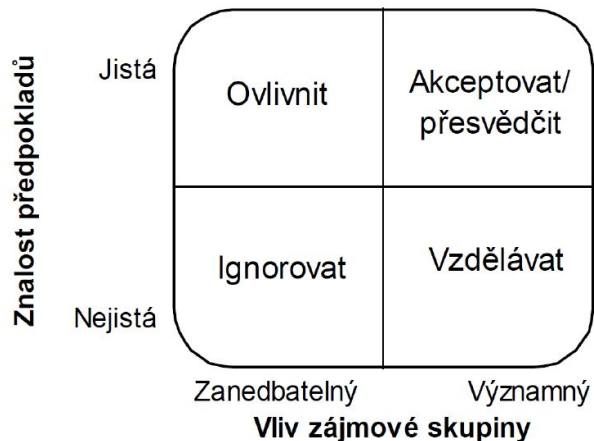 Znalost předpokladů
Jistá
Ovlivnit
Akceptovat/
přesvědčit
Ignorovat
Vzdělávat
Nejistá
Zanedbatelný
Významný
Vliv zájmové skupiny